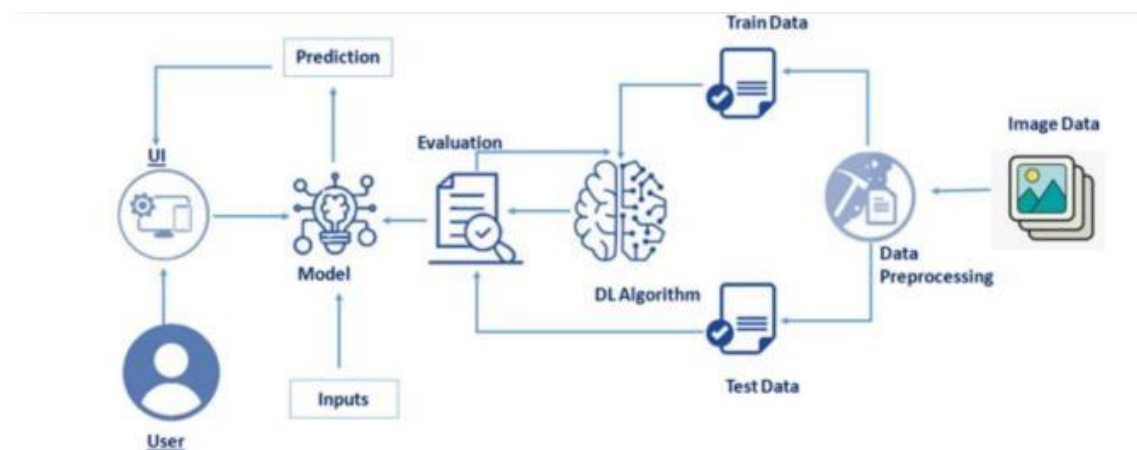 Train Data
Prediction
Image Data
Evaluation
UI
Data
Preprocessing
Model
DL Algorithm
Test Data
Inputs
User